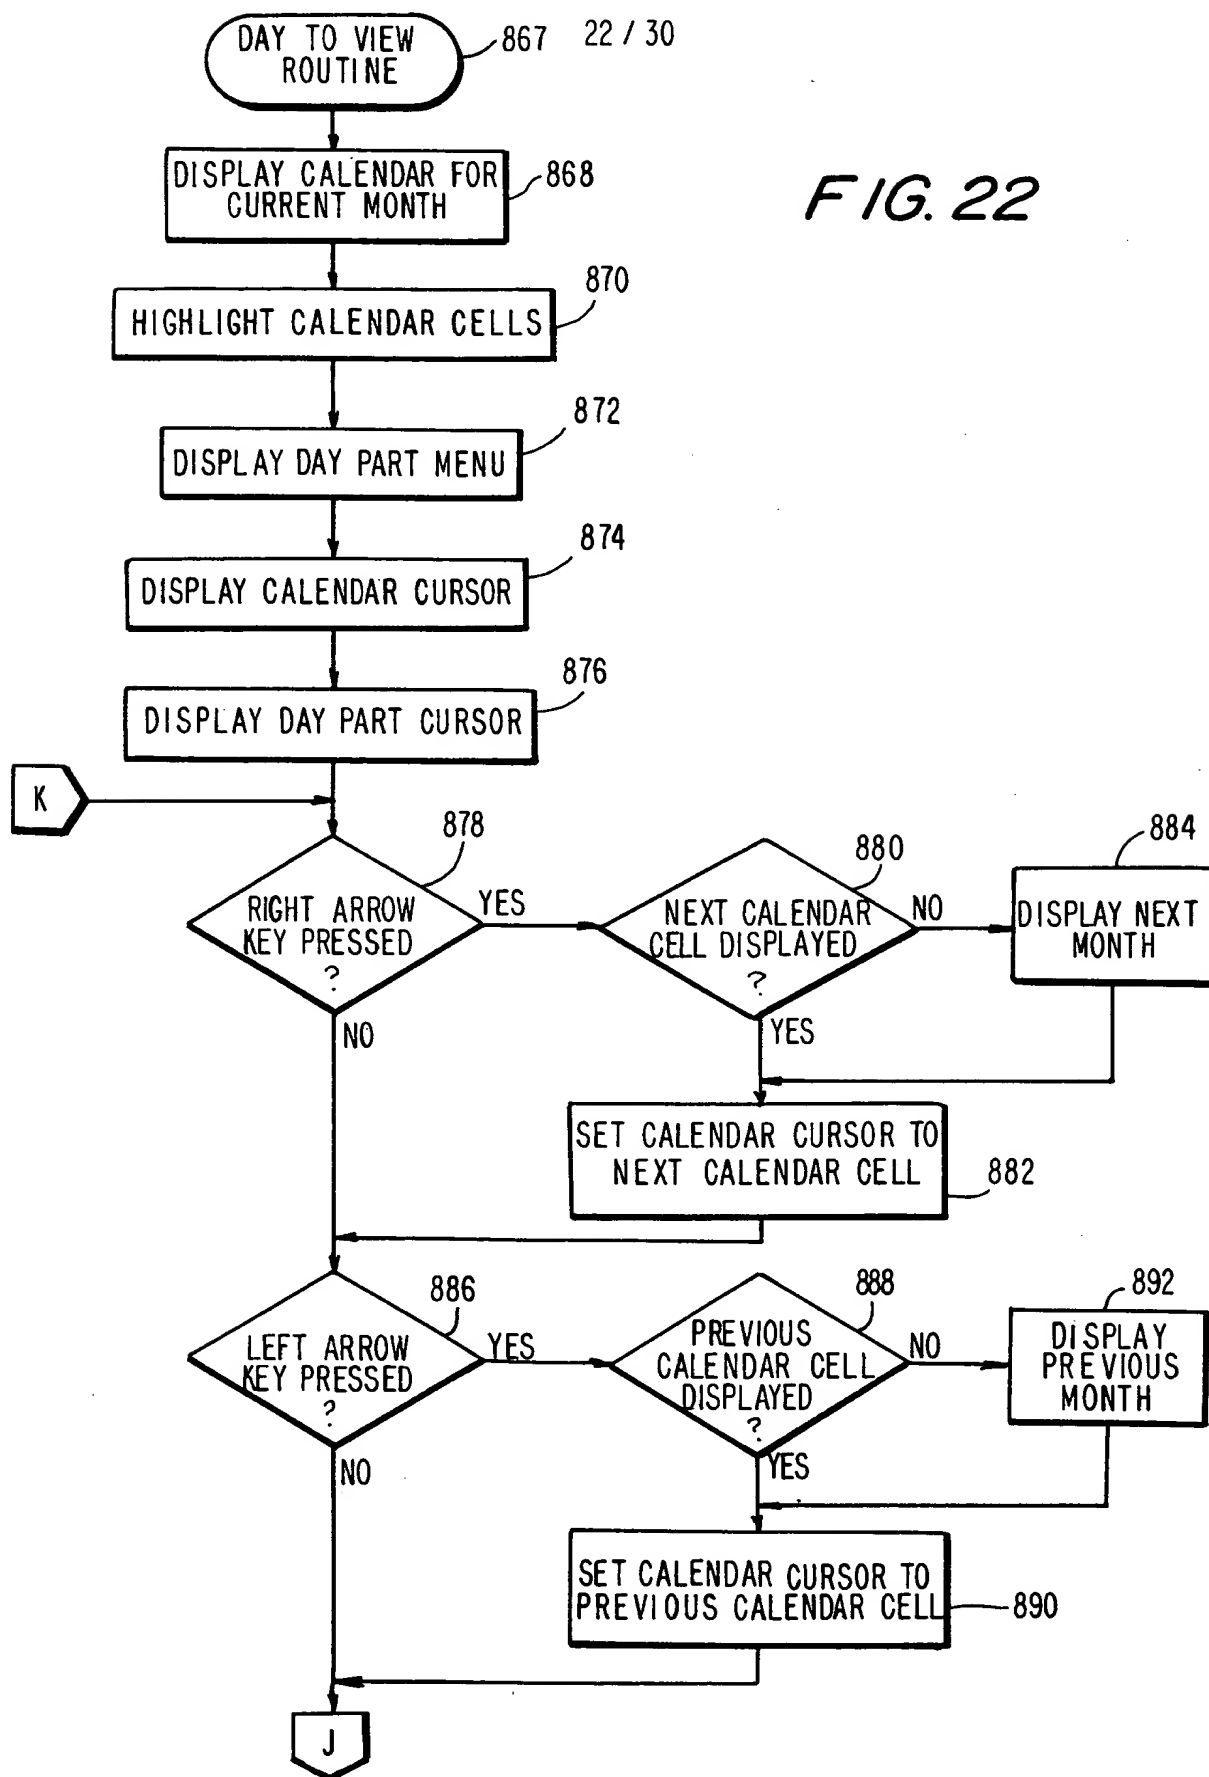 DAY TO VIEW
ROUTINE
867
22 / 30
FIG. 22
DISPLAY CALENDAR FOR
CURRENT MONTH
868
HIGHLIGHT CALENDAR CELLS
870
DISPLAY DAY PART MENU
872
DISPLAY CALENDAR CURSOR
874
DISPLAY DAY PART CURSOR
876
K
RIGHT ARROW
KEY PRESSED
?
878
YES
NO
NEXT CALENDAR
CELL DISPLAYED
?
880
NO
YES
DISPLAY NEXT
MONTH
884
SET CALENDAR CURSOR TO
NEXT CALENDAR CELL
882
LEFT ARROW
KEY PRESSED
?
886
YES
NO
PREVIOUS
CALENDAR CELL
DISPLAYED
?
888
NO
YES
DISPLAY
PREVIOUS
MONTH
892
SET CALENDAR CURSOR TO
PREVIOUS CALENDAR CELL
890
J